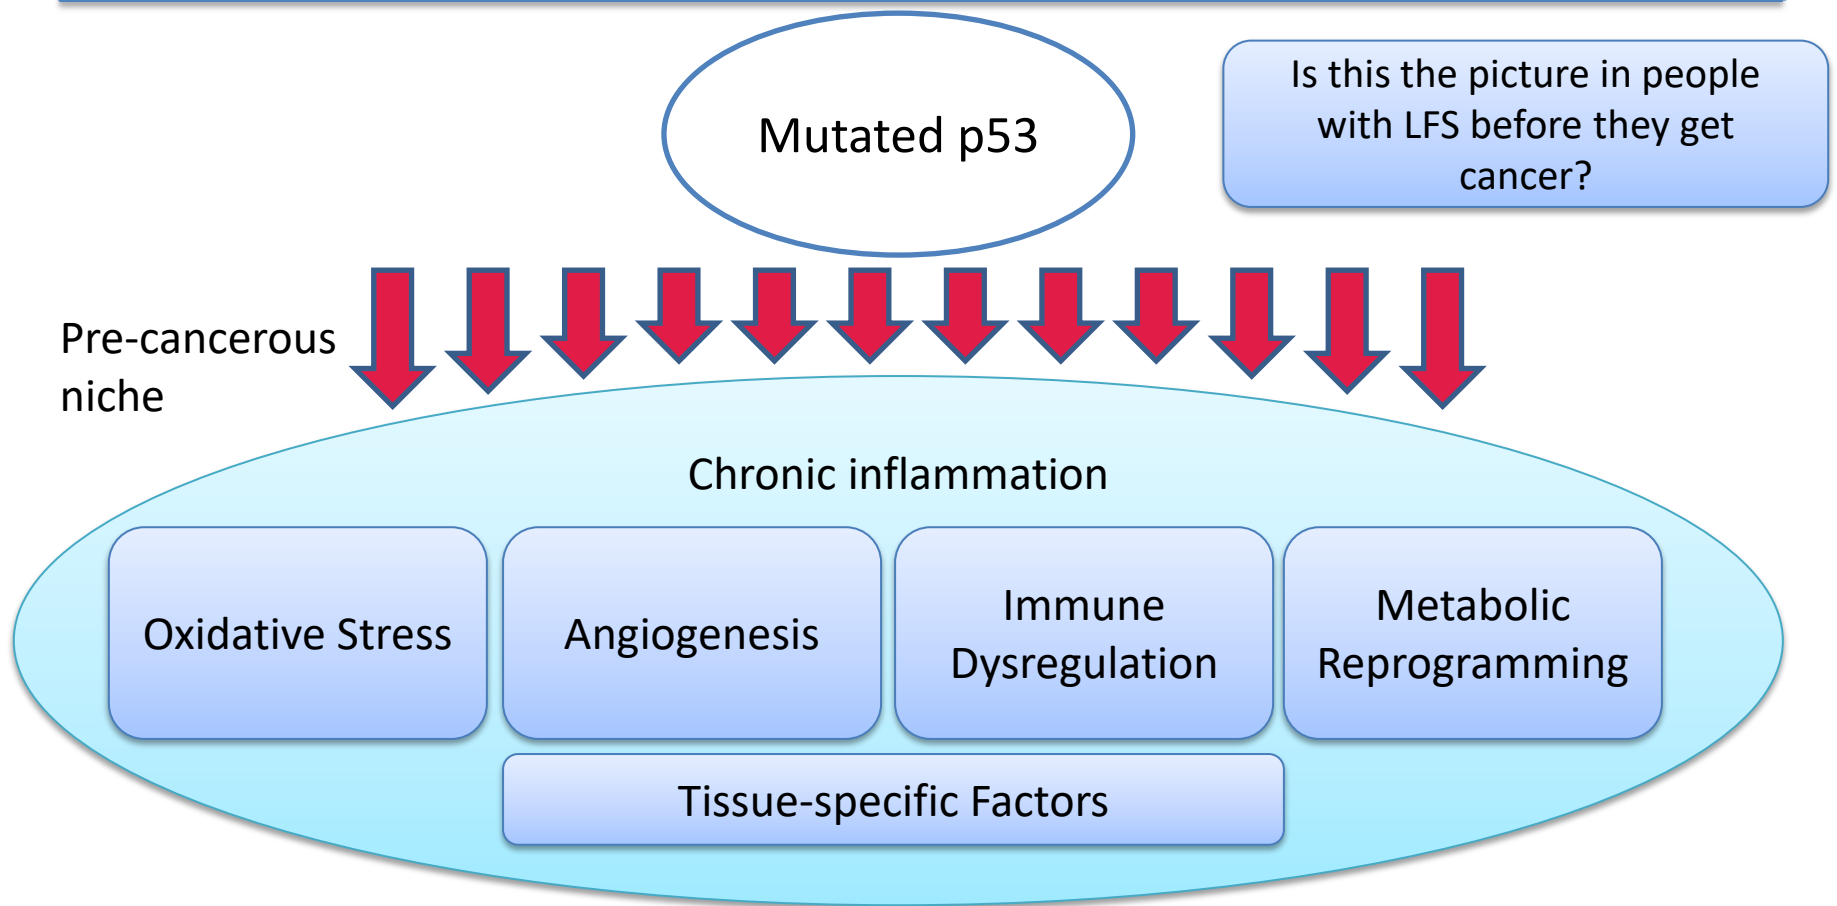 Mutated p53
Is this the picture in people
with LFS before they get
cancer?
Pre-cancerous
niche
Chronic inflammation
Oxidative Stress
Angiogenesis
Immune
Dysregulation
Metabolic
Reprogramming
Tissue-specific Factors